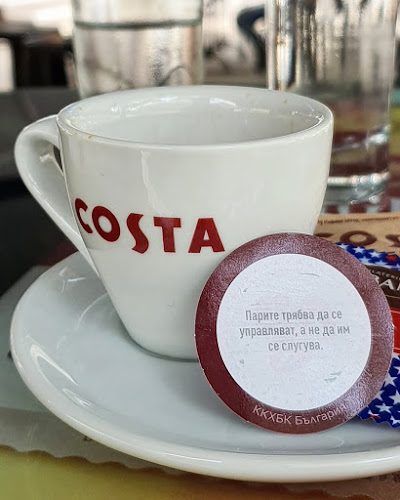 COSTA
Парите трябва да се
управляват, а не да им
се слугува.
ККХБК България